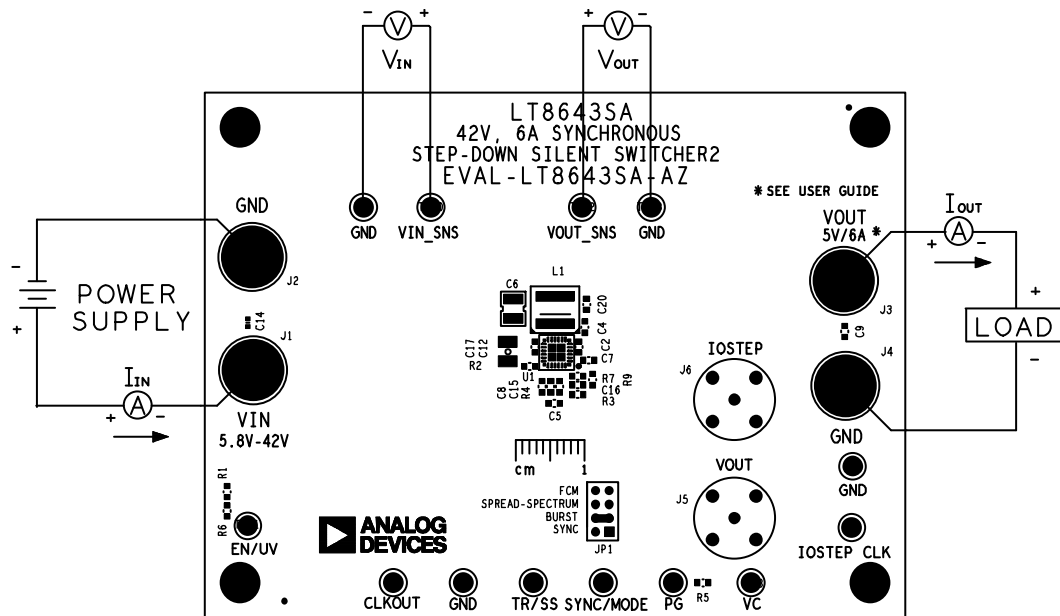 - +
V
VIN
- +
V
VOUT
LT8643SA
42V, 6A SYNCHRONOUS
STEP-DOWN SILENT SWITCHER2
EVAL-LT8643SA-AZ
* SEE USER GUIDE
GND
J2
GND
VIN_SNS
VOUT_SNS
GND
VOUT
5V/6A *
IOUT
A
+ -
J3
-
+
POWER
SUPPLY
C14
J1
IIN
A
+ -
VIN
5.8V-42V
C6
L1
C20
C4
C2
C7
C17
C12
R2
U1
C8
C15
R4
C5
R7
C16
R3
R9
C9
J4
+
LOAD
-
GND
GND
IOSTEP
J6
cm 1
VOUT
J5
FCM
SPREAD-SPECTRUM
BURST
SYNC
JP1
R1
R6
EN/UV
ANALOG
DEVICES
IOSTEP CLK
CLKOUT
GND
TR/SS
SYNC/MODE
PG
R5
VC